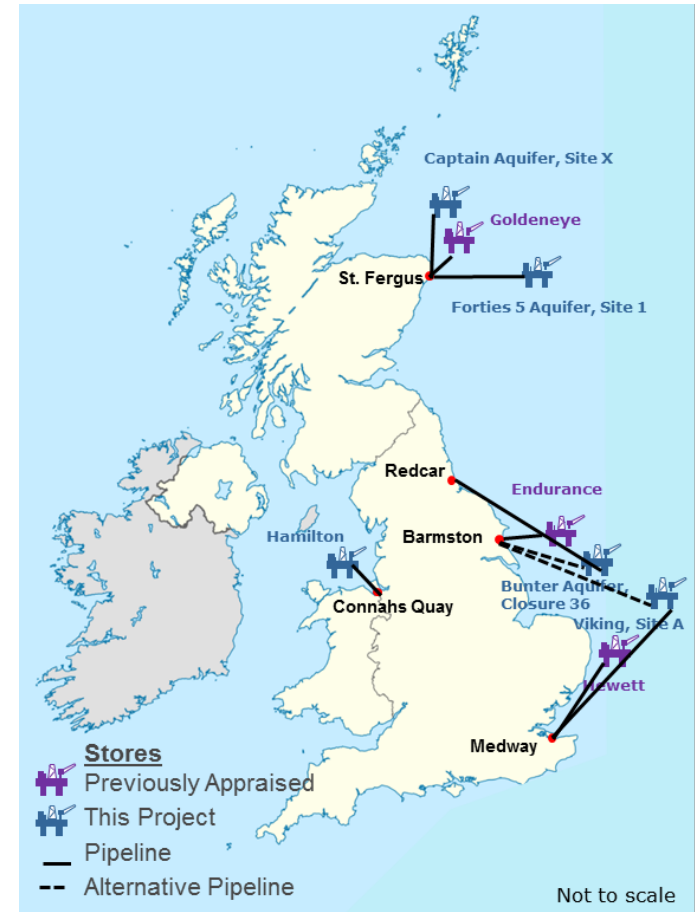 Captain Aquifer, Site X
Goldeneye
St. Fergus
Forties 5 Aquifer, Site 1
Redcar
Endurance
Hamilton
Barmston
Bunter Aquifer,
Closure 36
Connahs Quay
Viking, Site A
Hewett
Medway
Stores
Previously Appraised
This Project
Pipeline
Alternative Pipeline
Not to scale